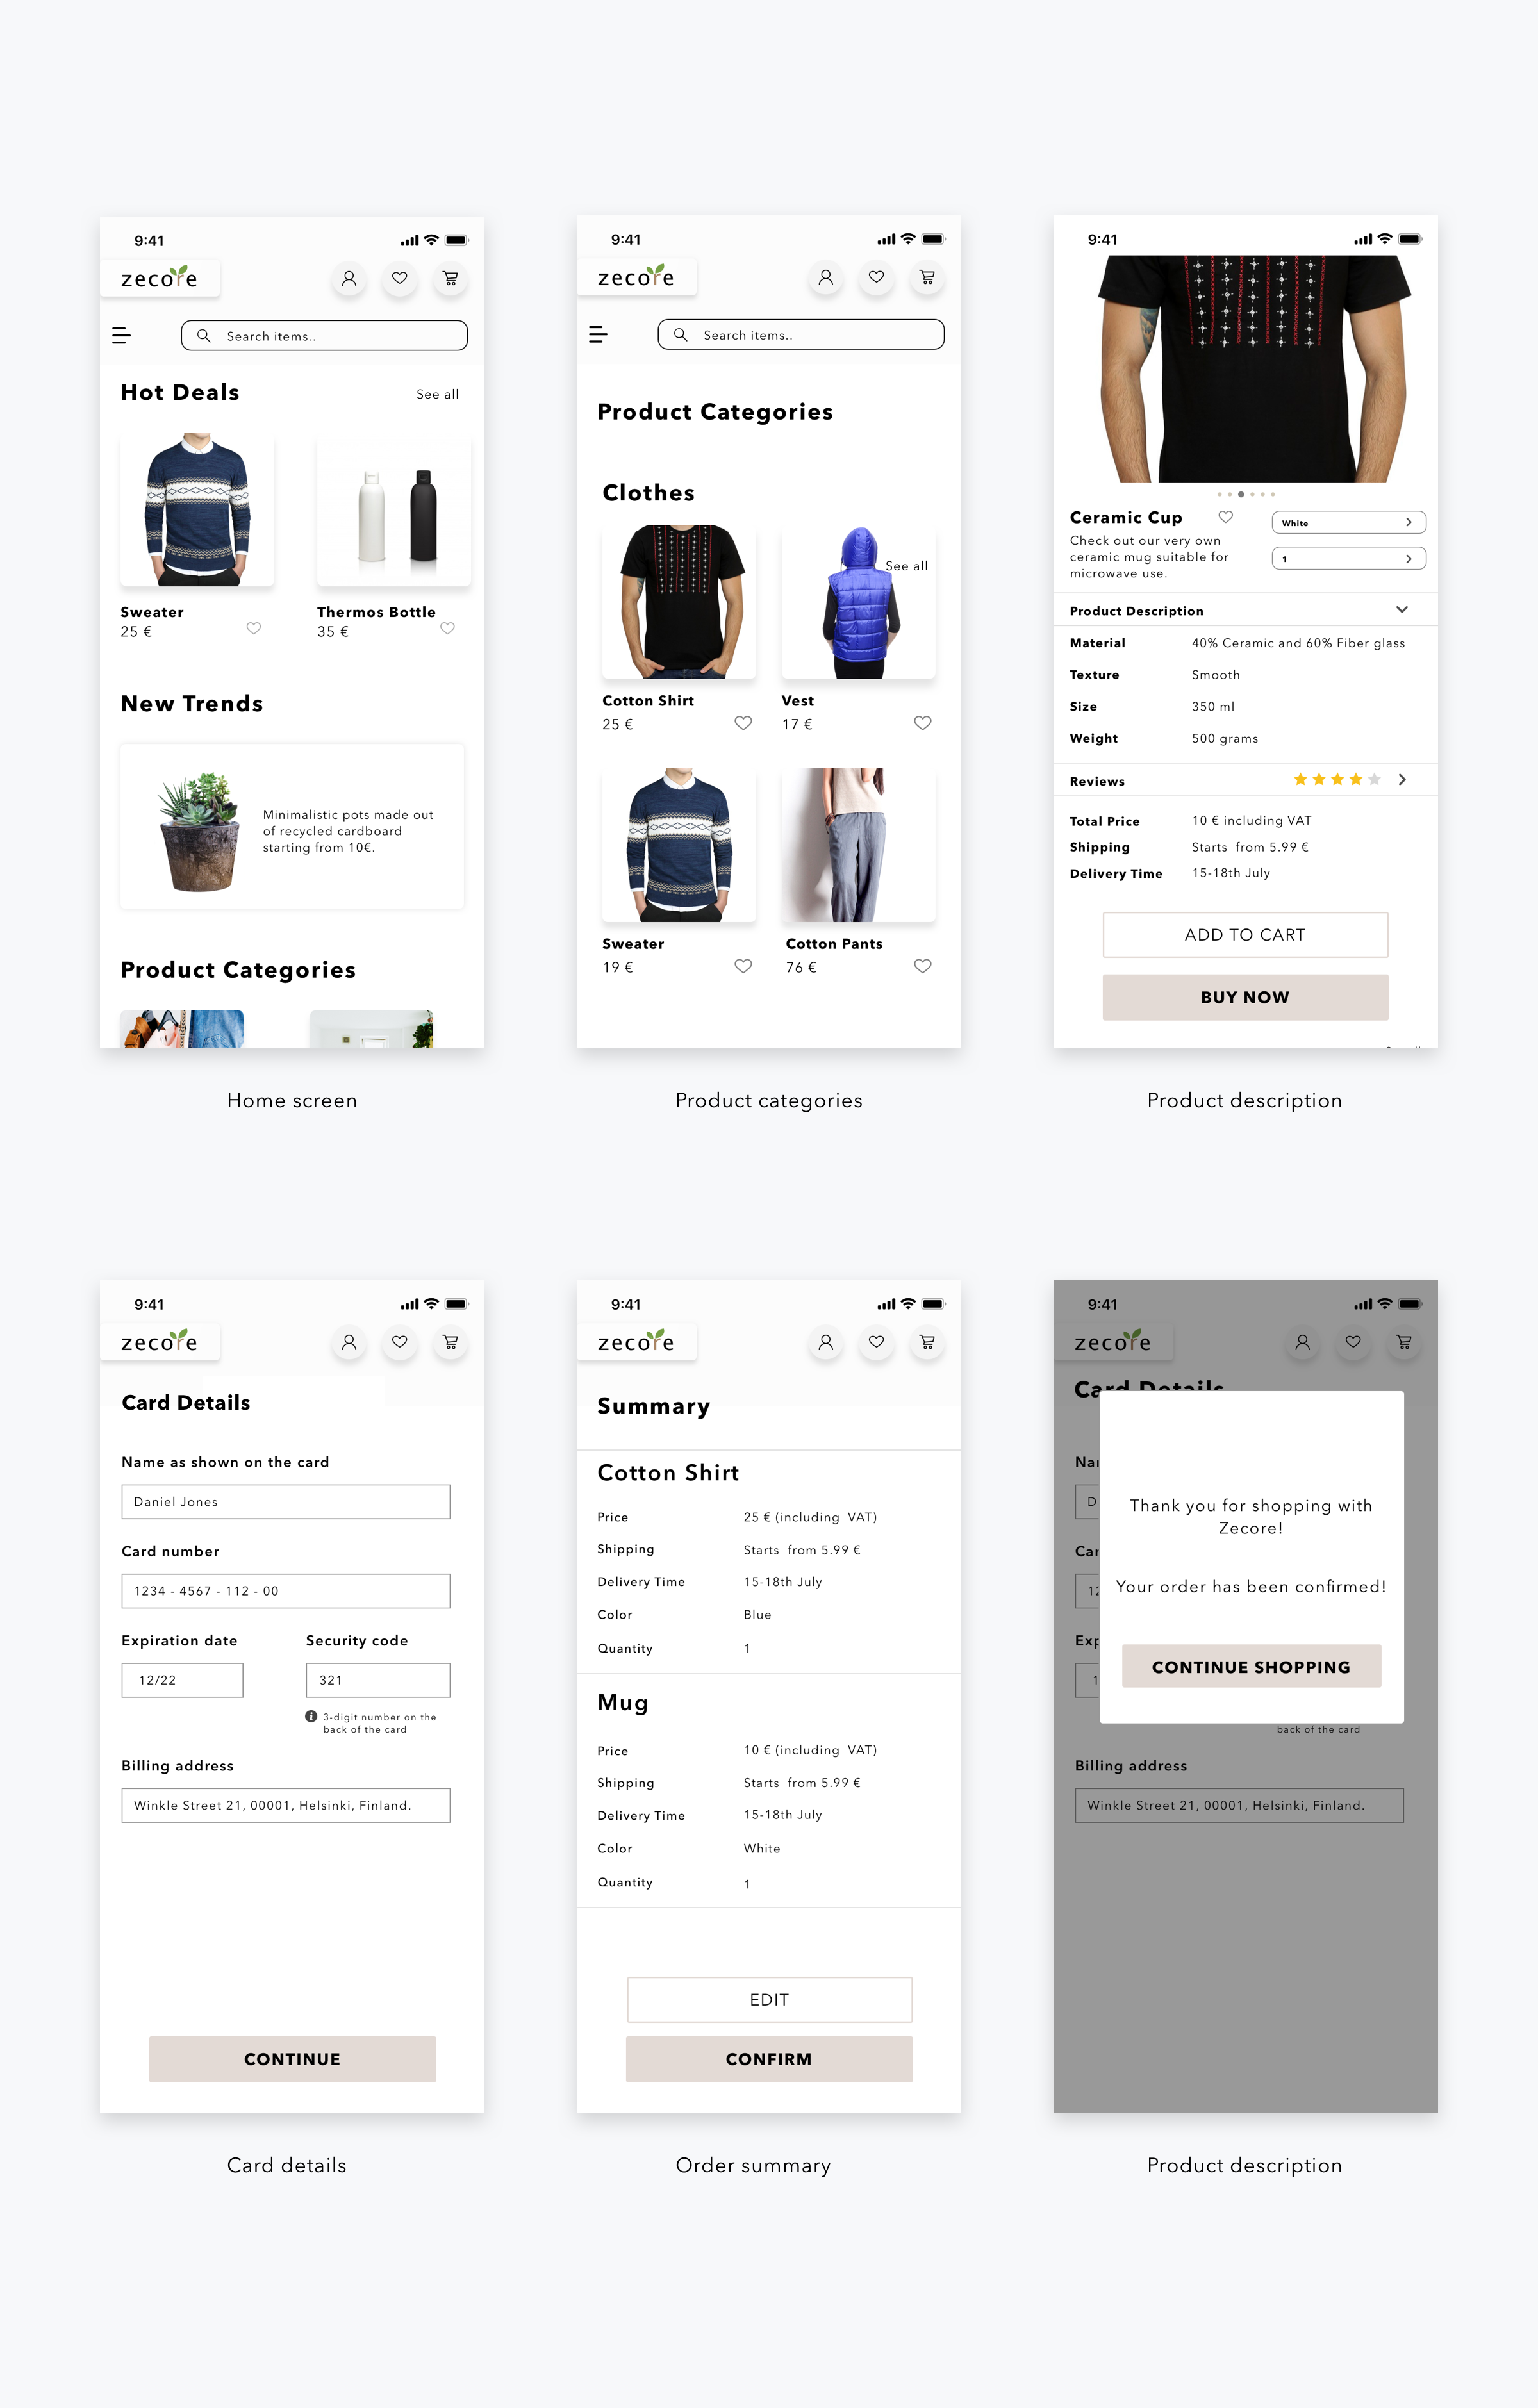 9:41
zecore
Search items..
Hot Deals
See all
Sweater
25 €
Thermos Bottle
35 €
New Trends
Minimalistic pots made out
of recycled cardboard
starting from 10€.
Product Categories
Home screen
9:41
zecore
Search items..
Product Categories
Clothes
See all
Cotton Shirt
25 €
Vest
17 €
Sweater
19 €
Cotton Pants
76 €
Product categories
9:41
Ceramic Cup
White
Check out our very own
ceramic mug suitable for
microwave use.
1
Product Description
Material 40% Ceramic and 60% Fiber glass
Texture Smooth
Size 350 ml
Weight 500 grams
Reviews
Total Price 10 € including VAT
Shipping Starts from 5.99 €
Delivery Time 15-18th July
ADD TO CART
BUY NOW
Product description
9:41
zecore
Card Details
Name as shown on the card
Daniel Jones
Card number
1234 - 4567 - 112 - 00
Expiration date Security code
12/22 321
3-digit number on the
back of the card
Billing address
Winkle Street 21, 00001, Helsinki, Finland.
CONTINUE
Card details
9:41
zecore
Summary
Cotton Shirt
Price 25 € (including VAT)
Shipping Starts from 5.99 €
Delivery Time 15-18th July
Color Blue
Quantity 1
Mug
Price 10 € (including VAT)
Shipping Starts from 5.99 €
Delivery Time 15-18th July
Color White
Quantity 1
EDIT
CONFIRM
Order summary
9:41
zecore
Card Details
Thank you for shopping with
Zecore!
Your order has been confirmed!
CONTINUE SHOPPING
back of the card
Billing address
Winkle Street 21, 00001, Helsinki, Finland.
Product description